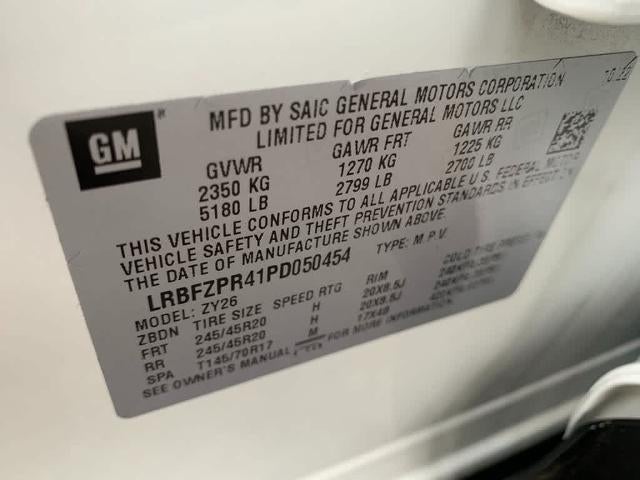 GM
10/22
MFD BY SAIC GENERAL MOTORS CORPORATION
LIMITED FOR GENERAL MOTORS LLC
GVWR GAWR FRT GAWR RR
2350 KG 1270 KG 1225 KG
5180 LB 2799 LB 2700 LB
THIS VEHICLE CONFORMS TO ALL APPLICABLE U.S. FEDERAL MOTOR
VEHICLE SAFETY AND THEFT PREVENTION STANDARDS IN EFFECT ON
THE DATE OF MANUFACTURE SHOWN ABOVE.
LRBFZPR41PD050454 TYPE: M.P.V
MODEL: ZY26
ZBDN TIRE SIZE SPEED RTG RIM COLD TIRE
FRT 245/45R20 H 20X8.5J
RR 245/45R20 H 20X8.5J
SPA T145/70R17 M 17X4B
SEE OWNER'S MANUAL FOR MORE INFORMATION